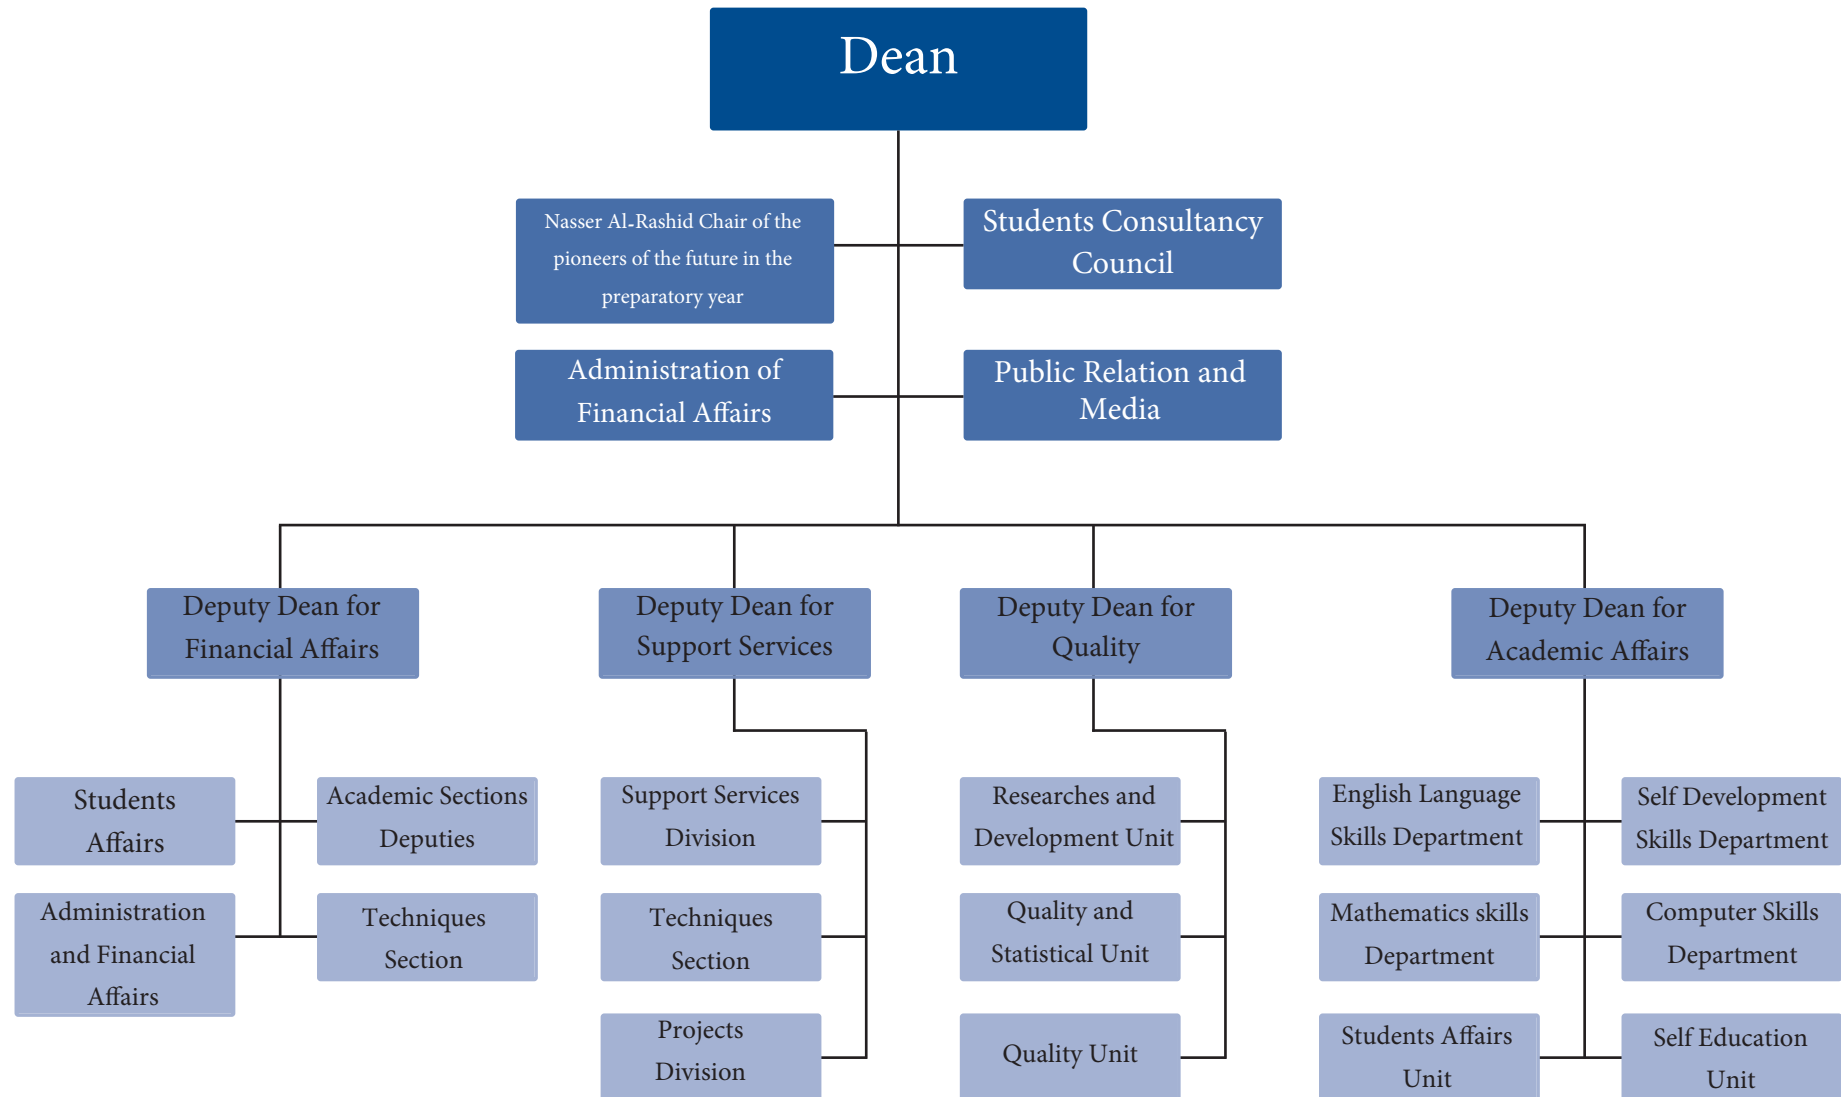 Dean
Nasser Al-Rashid Chair of the
pioneers of the future in the
preparatory year
Students Consultancy
Council
Administration of
Financial Affairs
Public Relation and
Media
Deputy Dean for
Financial Affairs
Deputy Dean for
Support Services
Deputy Dean for
Quality
Deputy Dean for
Academic Affairs
Students
Affairs
Academic Sections
Deputies
Support Services
Division
Researches and
Development Unit
English Language
Skills Department
Self Development
Skills Department
Administration
and Financial
Affairs
Techniques
Section
Techniques
Section
Quality and
Statistical Unit
Mathematics skills
Department
Computer Skills
Department
Projects
Division
Quality Unit
Students Affairs
Unit
Self Education
Unit